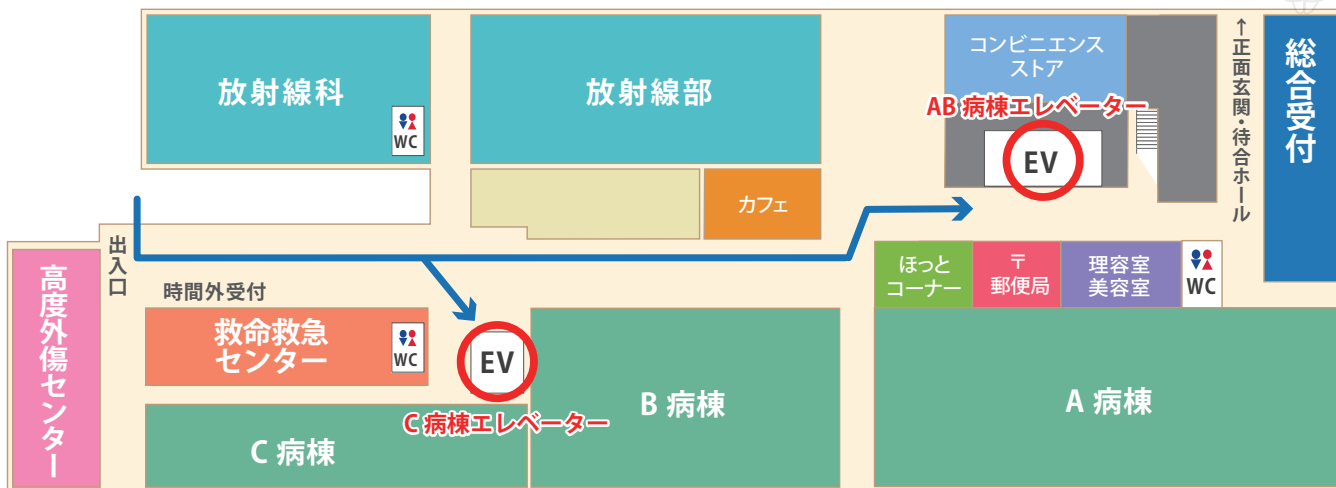 放射線科
WC
放射線部
コンビニエンス
ストア
AB 病棟エレベーター
EV
↑正面玄関・待合ホール
総合受付
カフェ
出入口
高度外傷センター
時間外受付
救命救急
センター
WC
EV
C 病棟エレベーター
C 病棟
B 病棟
ほっと
コーナー
〒
郵便局
理容室
美容室
WC
A 病棟